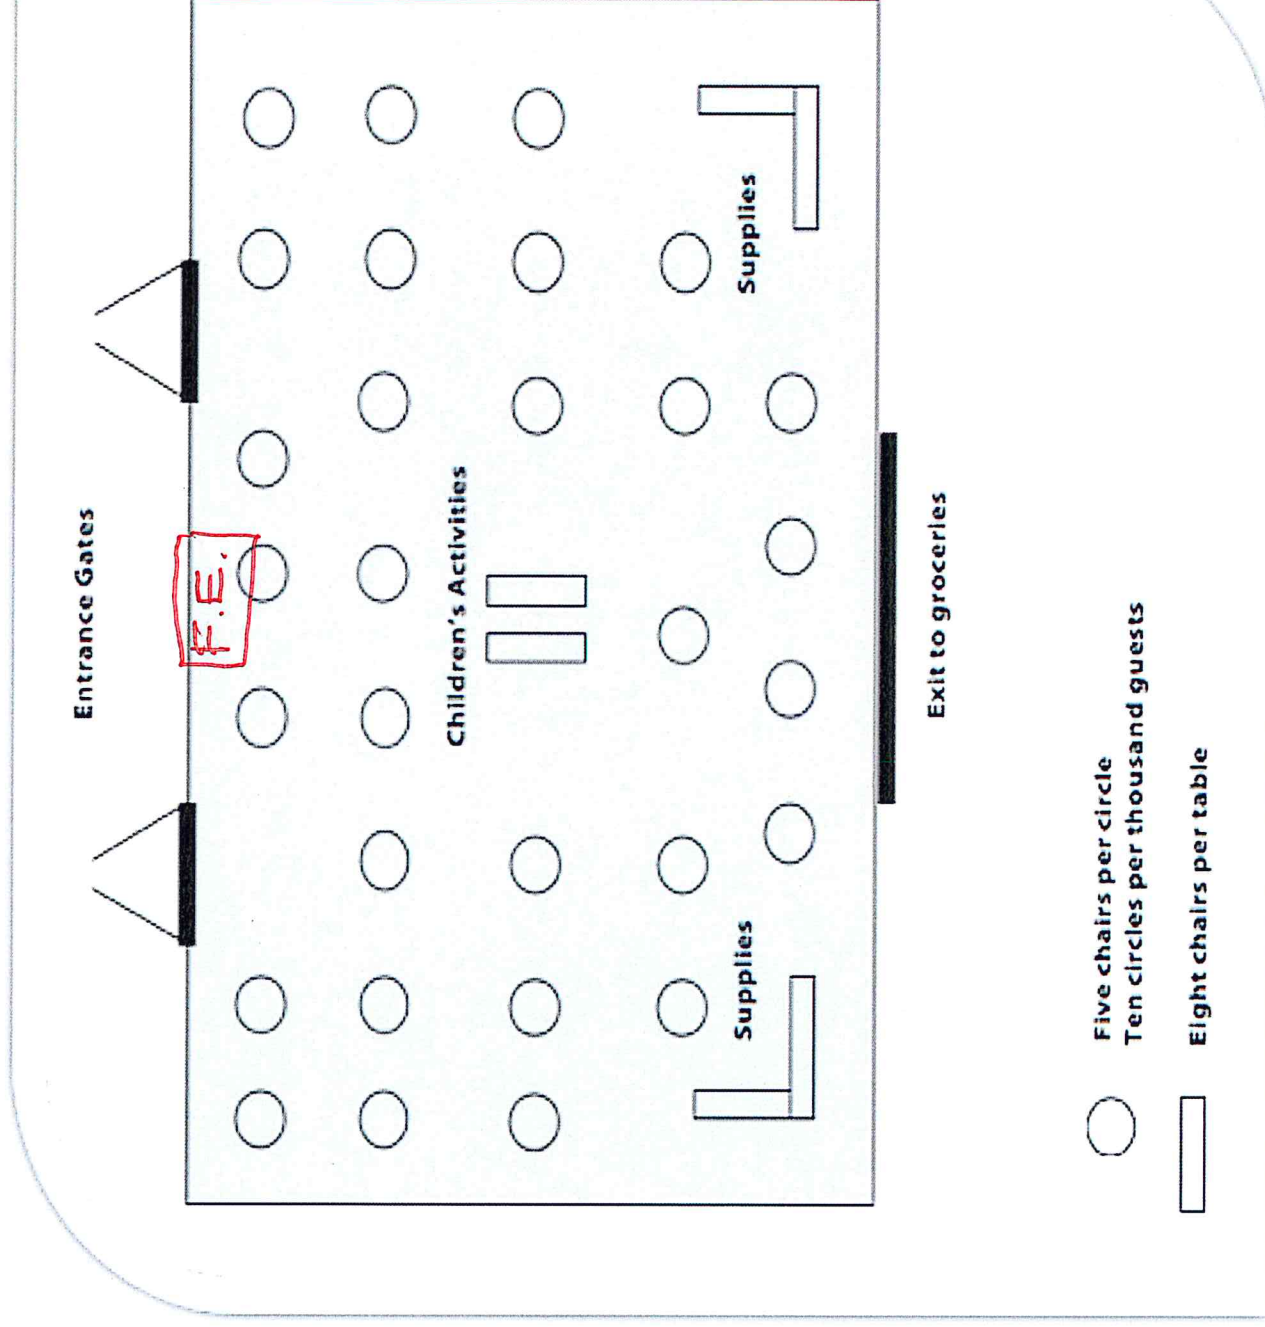 Entrance Gates
F.E.
Children's Activities
Supplies
Supplies
Exit to groceries
Five chairs per circle
Ten circles per thousand guests
Eight chairs per table